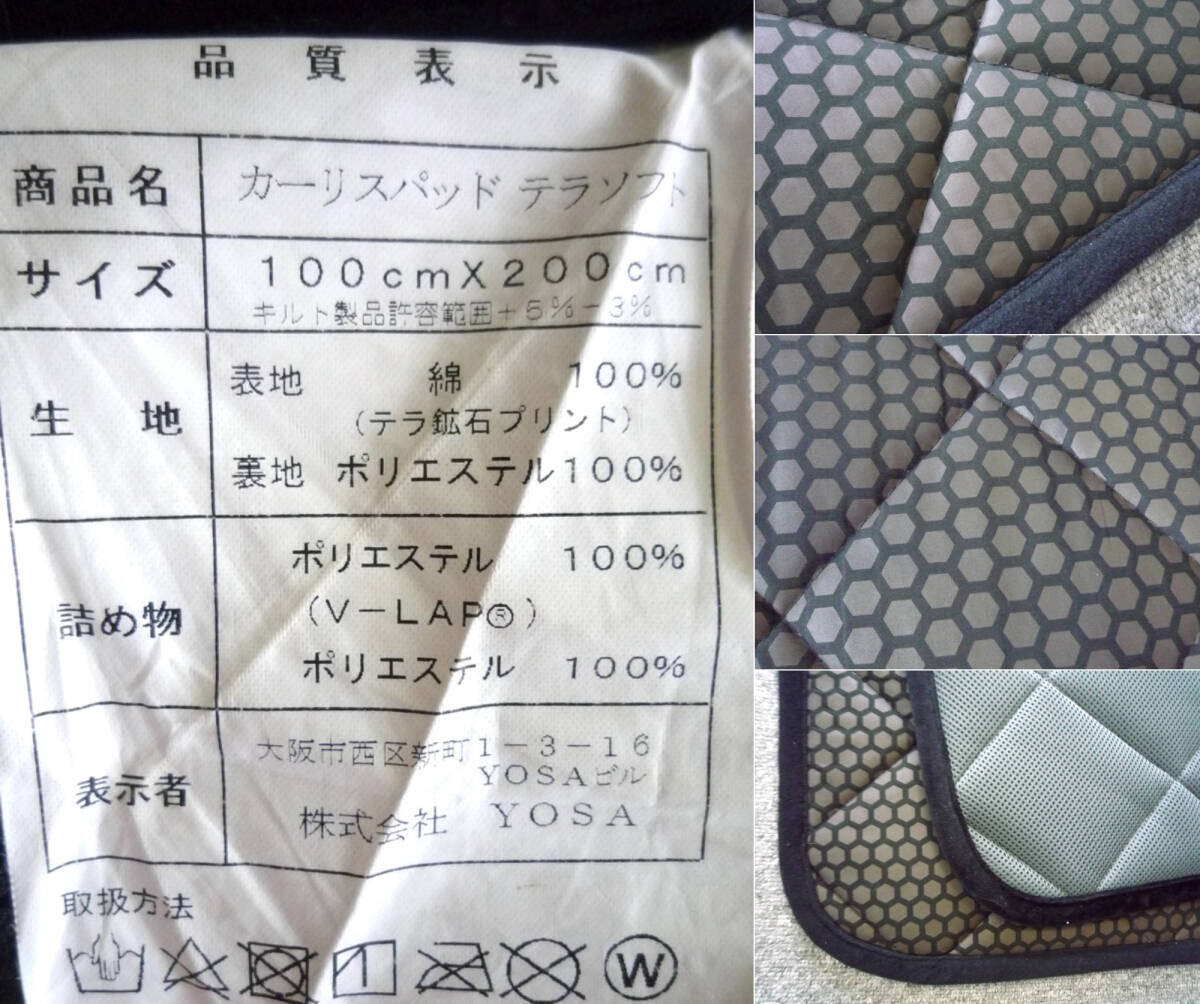 品質表示
商品名 カーリスパッド テラソフト
サイズ 100cmX200cm
キルト製品許容範囲+5%-3%
生地 表地 綿 100%
(テラ鉱石プリント)
裏地 ポリエステル100%
詰め物 ポリエステル 100%
(V-LAP®)
ポリエステル 100%
表示者 大阪市西区新町1-3-16
YOSAビル
株式会社 YOSA
取扱方法
W